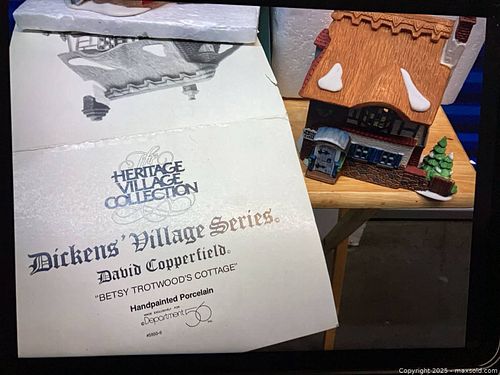 The
HERITAGE
VILLAGE
COLLECTION
Dickens' Village Series©
David Copperfield©
"BETSY TROTWOOD'S COTTAGE"
Handpainted Porcelain
©Department 56
Copyright 2025 - maxsold.com